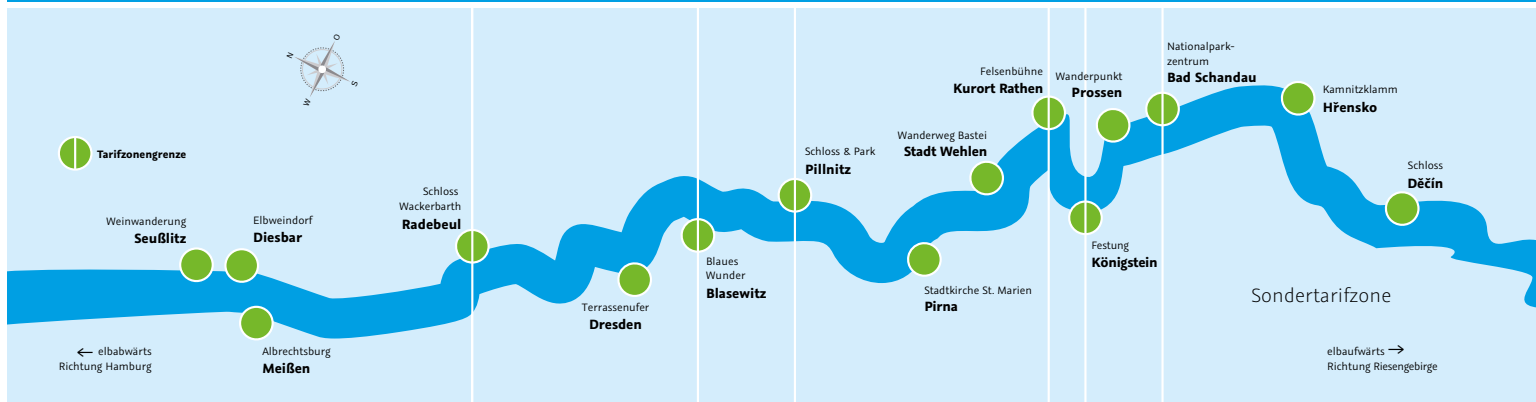 N
O
S
W
Tarifzonengrenze
Weinwanderung
Seußlitz
Elbweindorf
Diesbar
Albrechtsburg
Meißen
← elbabwärts
Richtung Hamburg
Schloss
Wackerbarth
Radebeul
Terrassenufer
Dresden
Blaues
Wunder
Blasewitz
Schloss & Park
Pillnitz
Stadtkirche St. Marien
Pirna
Wanderweg Bastei
Stadt Wehlen
Felsenbühne
Kurort Rathen
Festung
Königstein
Wanderpunkt
Prossen
Nationalpark-
zentrum
Bad Schandau
Kamnitzklamm
Hřensko
Schloss
Děčín
Sondertarifzone
elbaufwärts →
Richtung Riesengebirge